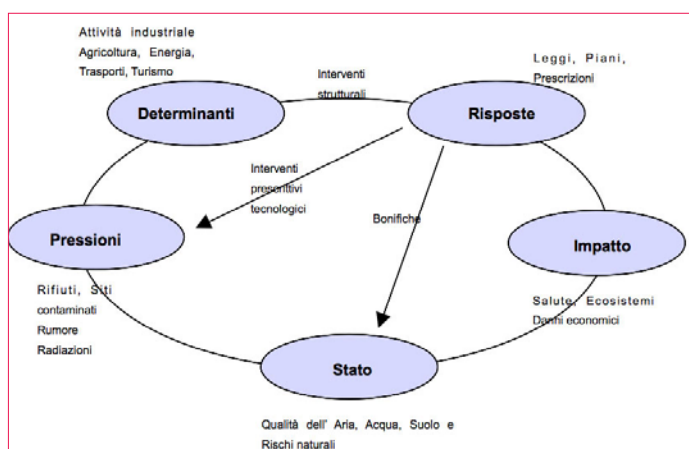 Attività industriale
Agricoltura, Energia,
Trasporti, Turismo
Interventi
strutturali
Leggi, Piani,
Prescrizioni
Determinanti
Risposte
Interventi
prescrittivi
tecnologici
Bonifiche
Pressioni
Impatto
Rifiuti, Siti
contaminati
Rumore
Radiazioni
Salute, Ecosistemi
Danni economici
Stato
Qualità dell' Aria, Acqua, Suolo e
Rischi naturali